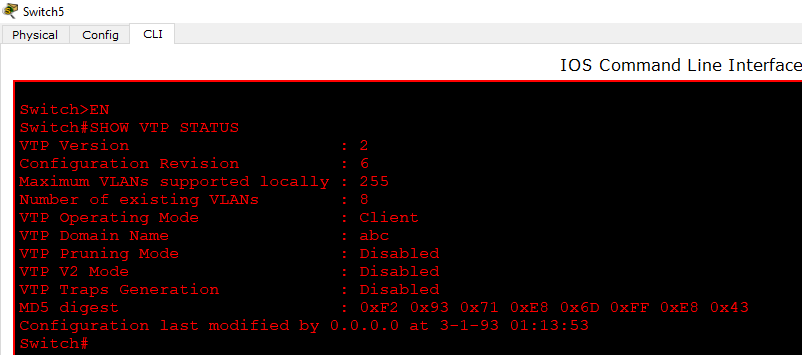 Switch5
Physical Config CLI
IOS Command Line Interface
Switch>EN
Switch#SHOW VTP STATUS
VTP Version : 2
Configuration Revision : 6
Maximum VLANs supported locally : 255
Number of existing VLANs : 8
VTP Operating Mode : Client
VTP Domain Name : abc
VTP Pruning Mode : Disabled
VTP V2 Mode : Disabled
VTP Traps Generation : Disabled
MD5 digest : 0xF2 0x93 0x71 0xE8 0x6D 0xFF 0xE8 0x43
Configuration last modified by 0.0.0.0 at 3-1-93 01:13:53
Switch#